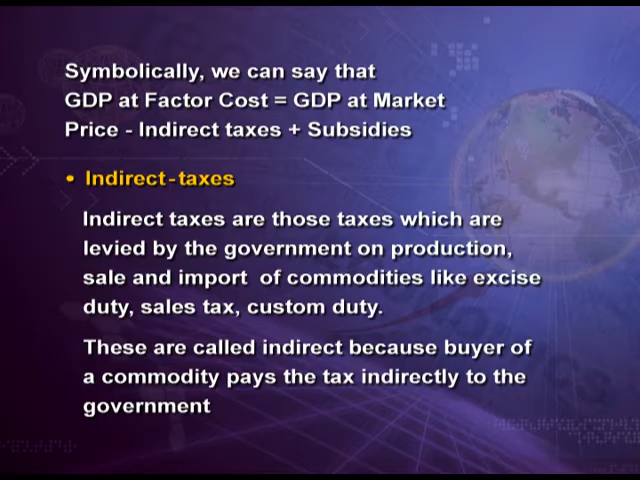 Symbolically, we can say that
GDP at Factor Cost = GDP at Market
Price - Indirect taxes + Subsidies
• Indirect-taxes
Indirect taxes are those taxes which are
levied by the government on production,
sale and import of commodities like excise
duty, sales tax, custom duty.
These are called indirect because buyer of
a commodity pays the tax indirectly to the
government